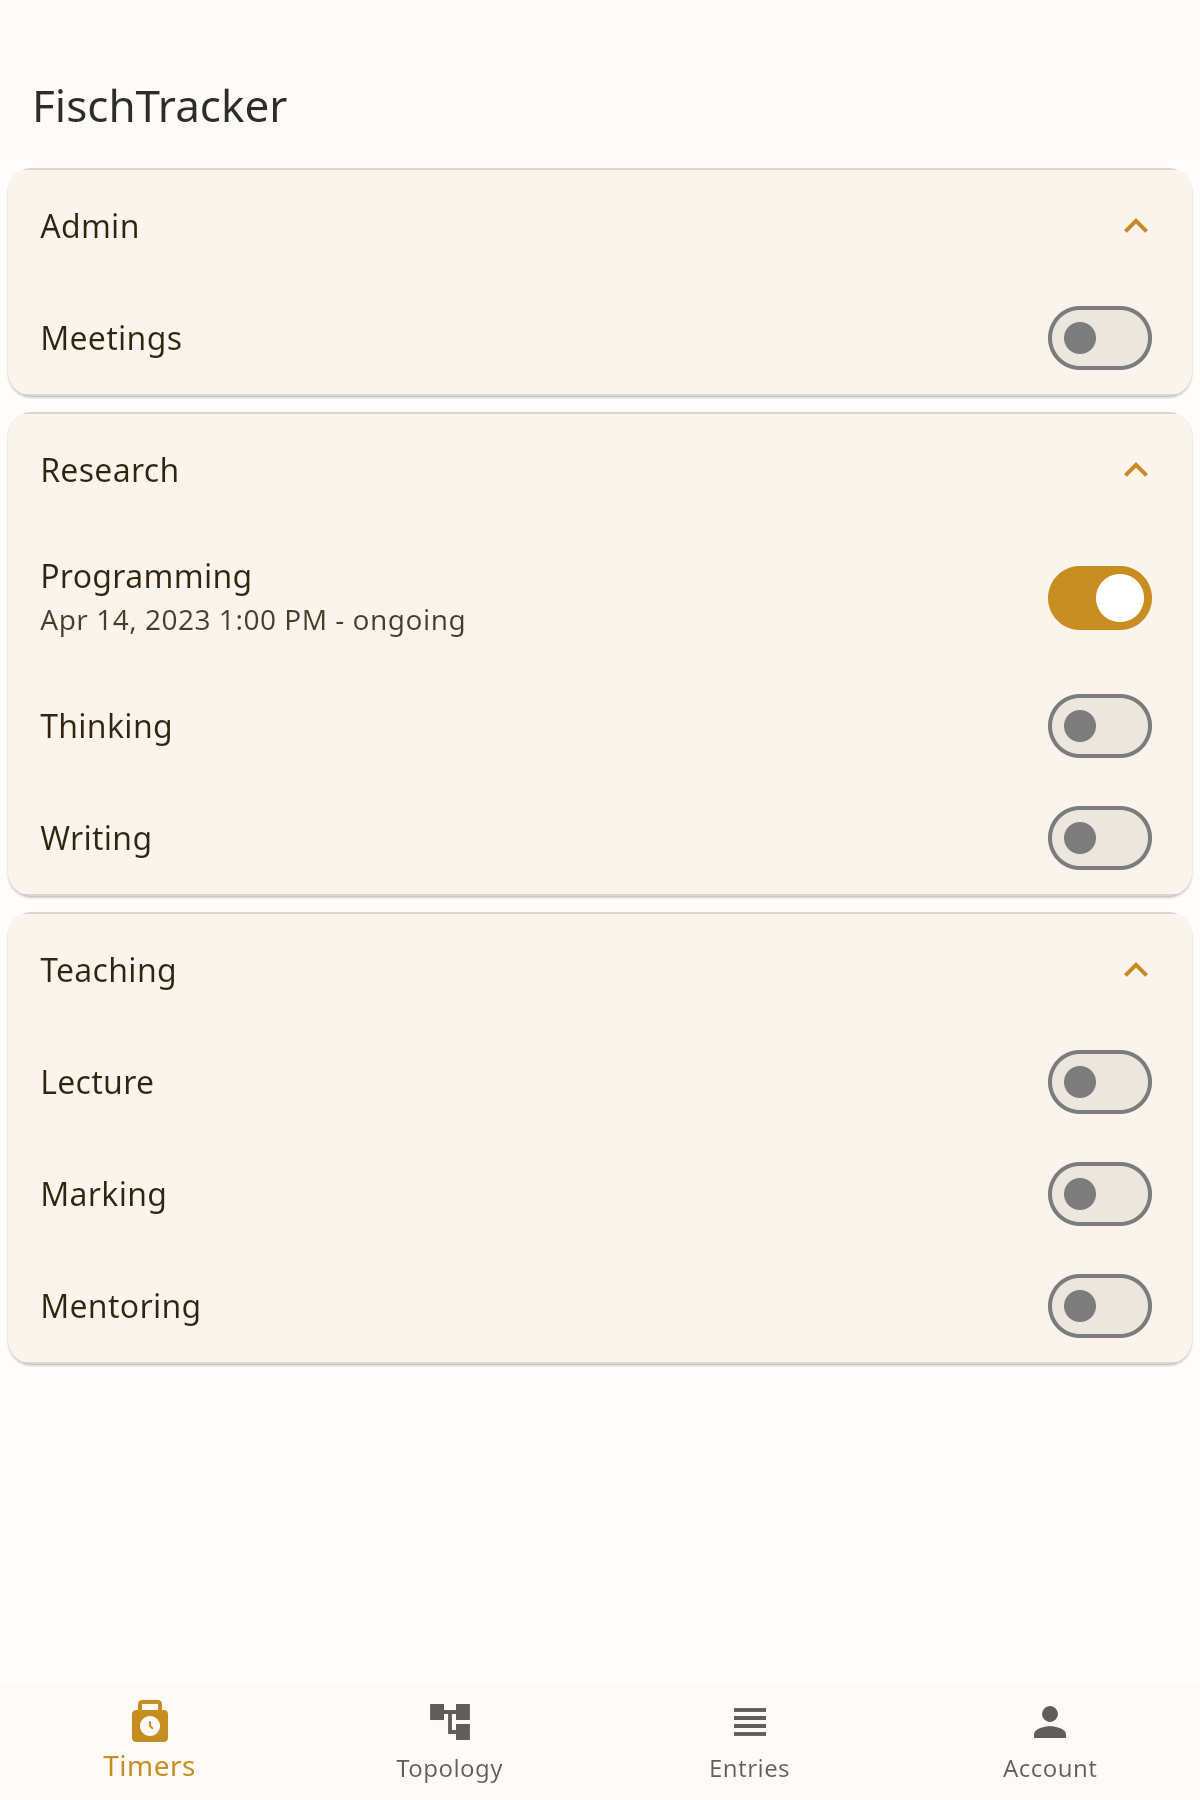 FischTracker
Admin
Meetings
Research
Programming
Apr 14, 2023 1:00 PM - ongoing
Thinking
Writing
Teaching
Lecture
Marking
Mentoring
Timers
Topology
Entries
Account